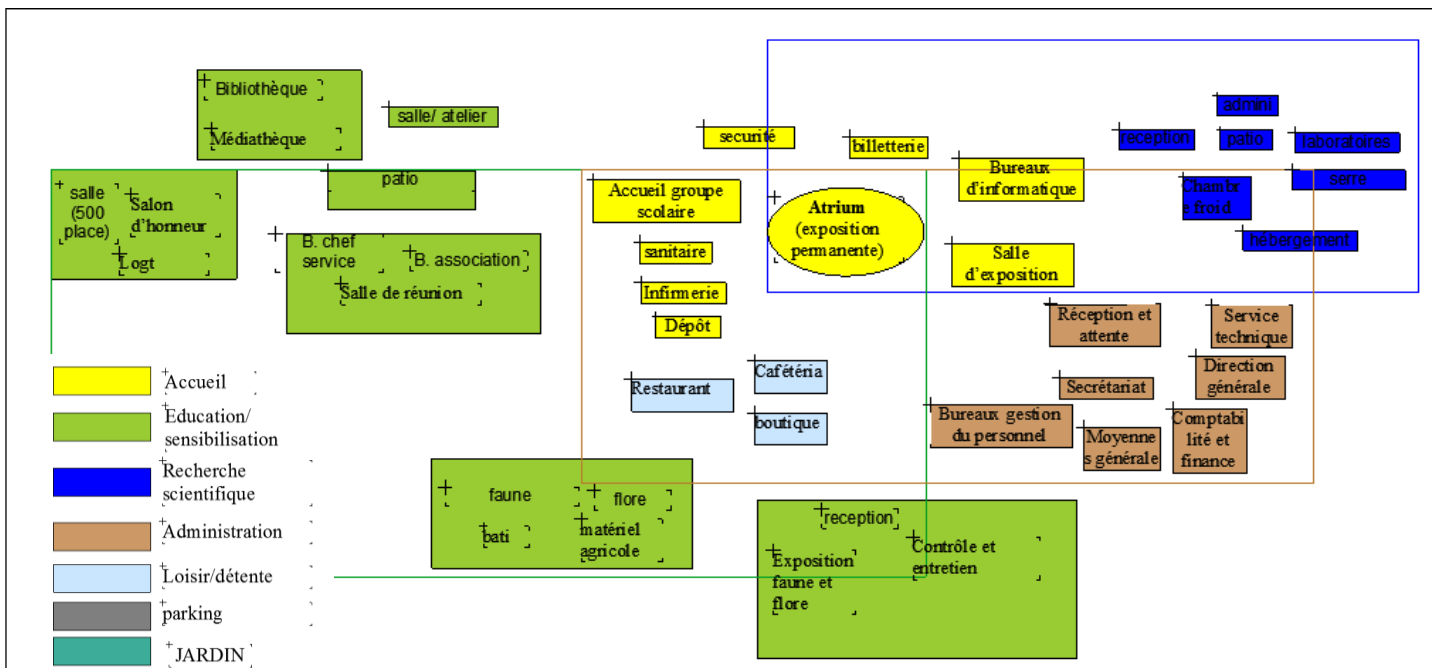 Bibliothèque
Médiathèque
salle/ atelier
patio
salle
(500
place)
Salon
d’honneur
Logt
B. chef
service
B. association
Salle de réunion
securité
billetterie
Accueil groupe
scolaire
sanitaire
Infirmerie
Dépôt
Atrium
(exposition
permanente)
Bureaux
d’informatique
Salle
d’exposition
admini
reception
patio
laboratoires
Chambr
e froid
serre
hébergement
Réception et
attente
Service
technique
Secrétariat
Direction
générale
Bureaux gestion
du personnel
Moyenne
s générale
Comptabi
lité et
finance
Restaurant
Cafétéria
boutique
faune
flore
bati
matériel
agricole
reception
Exposition
faune et
flore
Contrôle et
entretien
Accueil
Education/
sensibilisation
Recherche
scientifique
Administration
Loisir/détente
parking
JARDIN